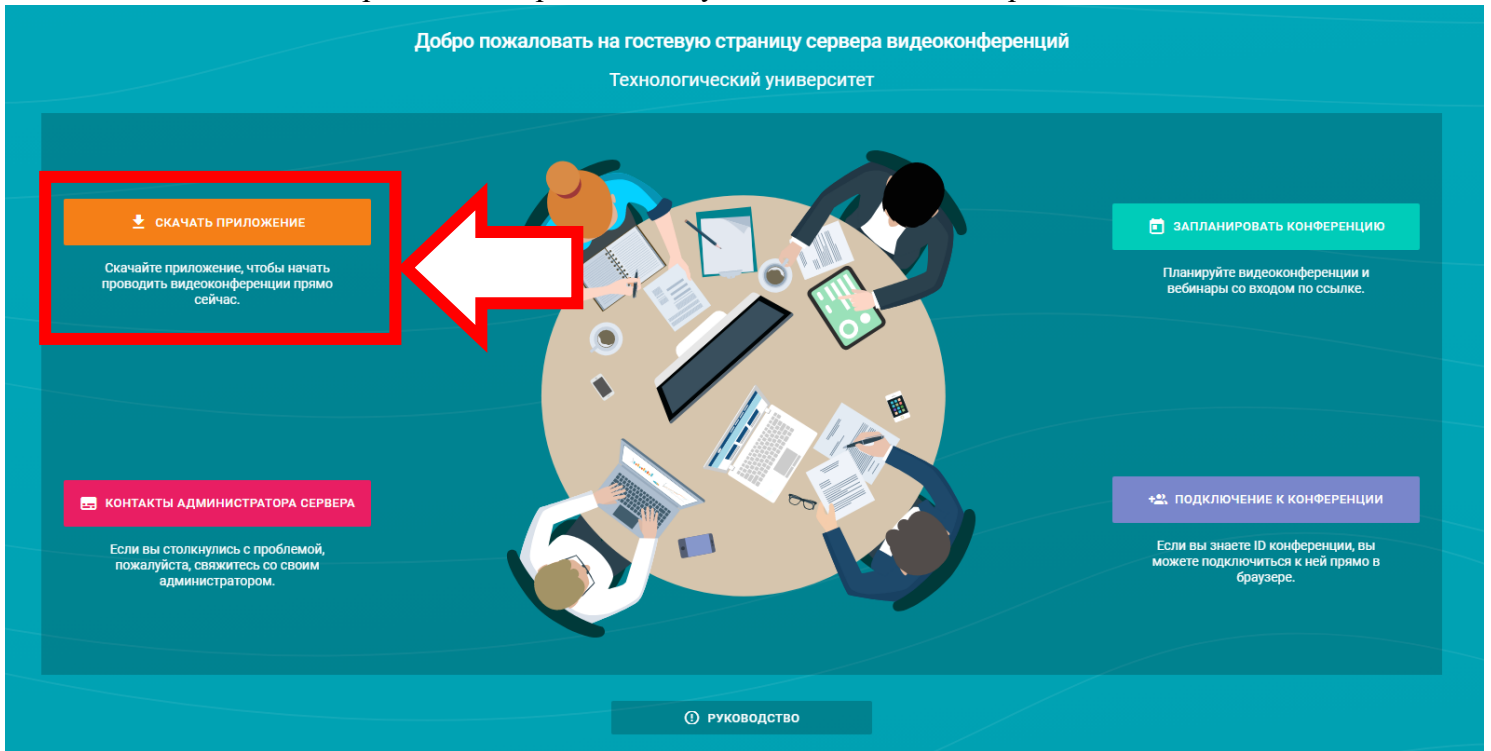 Добро пожаловать на гостевую страницу сервера видеоконференций
Технологический университет
СКАЧАТЬ ПРИЛОЖЕНИЕ
Скачайте приложение, чтобы начать
проводить видеоконференции прямо
сейчас.
ЗАПЛАНИРОВАТЬ КОНФЕРЕНЦИЮ
Планируйте видеоконференции и
вебинары со входом по ссылке.
КОНТАКТЫ АДМИНИСТРАТОРА СЕРВЕРА
Если вы столкнулись с проблемой,
пожалуйста, свяжитесь со своим
администратором.
ПОДКЛЮЧЕНИЕ К КОНФЕРЕНЦИИ
Если вы знаете ID конференции, вы
можете подключиться к ней прямо в
браузере.
РУКОВОДСТВО